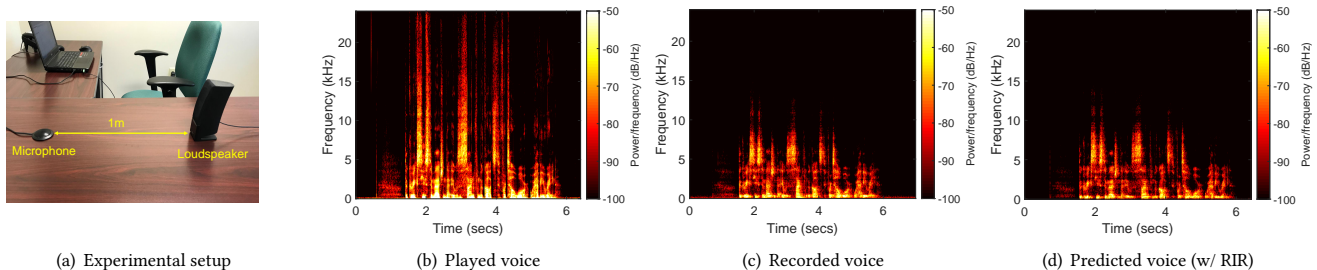 1m
Microphone
Loudspeaker
(a) Experimental setup
Frequency (kHz)
20
15
10
5
0
0 2 4 6
Time (secs)
-50
-60
-70
-80
-90
-100
Power/frequency (dB/Hz)
(b) Played voice
Frequency (kHz)
20
15
10
5
0
0 2 4 6
Time (secs)
-50
-60
-70
-80
-90
-100
Power/frequency (dB/Hz)
(c) Recorded voice
Frequency (kHz)
20
15
10
5
0
0 2 4 6
Time (secs)
-50
-60
-70
-80
-90
-100
Power/frequency (dB/Hz)
(d) Predicted voice (w/ RIR)